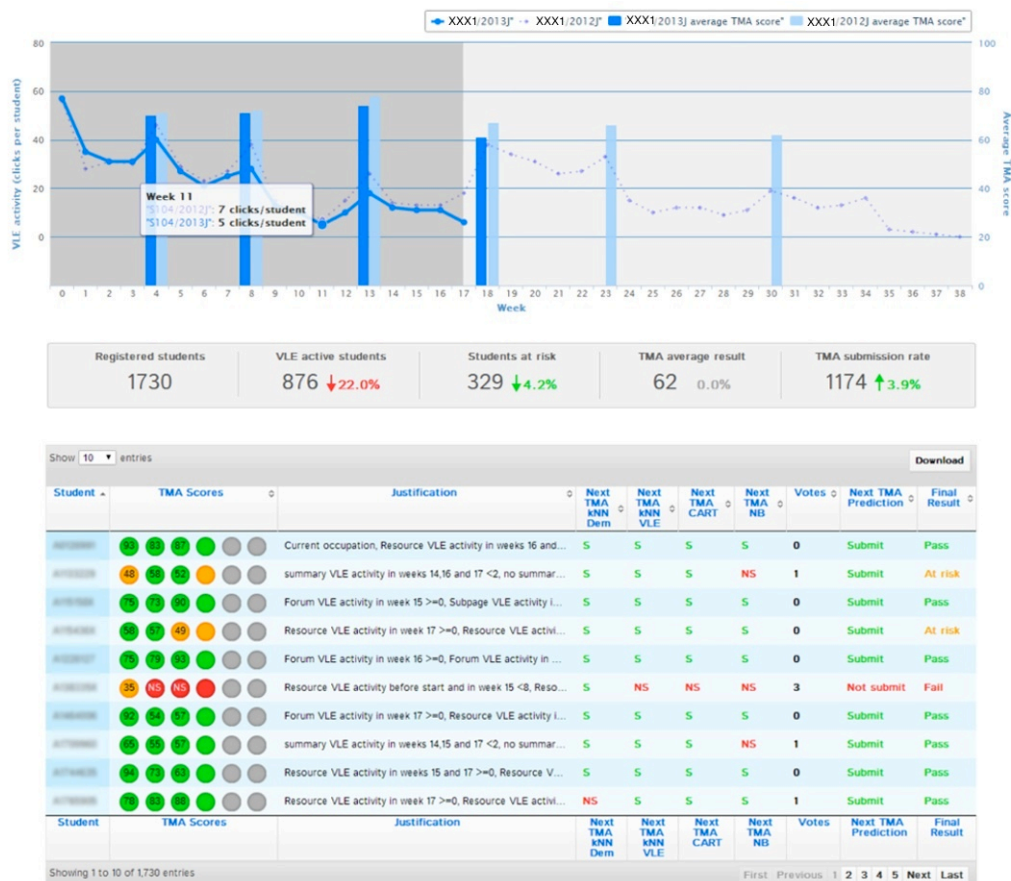 XXX1/2013J" XXX1/2012J" XXX1/2013J average TMA score" XXX1/2012J average TMA score"
80 100
60 80
40 60
20 40
0 20
0
VLE activity (clicks per student)
Average TMA score
Week 11
"S104/2012J": 7 clicks/student
"S104/2013J": 5 clicks/student
0 1 2 3 4 5 6 7 8 9 10 11 12 13 14 15 16 17 18 19 20 21 22 23 24 25 26 27 28 29 30 31 32 33 34 35 36 37 38
Week
Registered students VLE active students Students at risk TMA average result TMA submission rate
1730 876 ↓22.0% 329 ↓4.2% 62 0.0% 1174 ↑3.9%
Show 10 entries Download
Student TMA Scores Justification Next TMA kNN Dem Next TMA kNN VLE Next TMA CART Next TMA NB Votes Next TMA Prediction Final Result
93 83 87 Current occupation, Resource VLE activity in weeks 16 and... S S S S 0 Submit Pass
48 58 52 summary VLE activity in weeks 14,16 and 17 <2, no summar... S S S NS 1 Submit At risk
75 73 90 Forum VLE activity in week 15 >=0, Subpage VLE activity i... S S S S 0 Submit Pass
58 57 49 Resource VLE activity in week 17 >=0, Resource VLE activi... S S S S 0 Submit At risk
75 79 93 Forum VLE activity in week 16 >=0, Forum VLE activity in ... S S S S 0 Submit Pass
35 NS NS Resource VLE activity before start and in week 15 <8, Reso... S NS NS NS 3 Not submit Fail
92 54 57 Forum VLE activity in week 17 >=0, Resource VLE activity i... S S S S 0 Submit Pass
65 55 57 summary VLE activity in weeks 14,15 and 17 <2, no summar... S S S NS 1 Submit Pass
94 73 63 Resource VLE activity in weeks 15 and 17 >=0, Resource V... S S S S 0 Submit Pass
78 83 88 Resource VLE activity in week 17 >=0, Resource VLE activi... NS S S S 1 Submit Pass
Student TMA Scores Justification Next TMA kNN Dem Next TMA kNN VLE Next TMA CART Next TMA NB Votes Next TMA Prediction Final Result
Showing 1 to 10 of 1,730 entries First Previous 1 2 3 4 5 Next Last